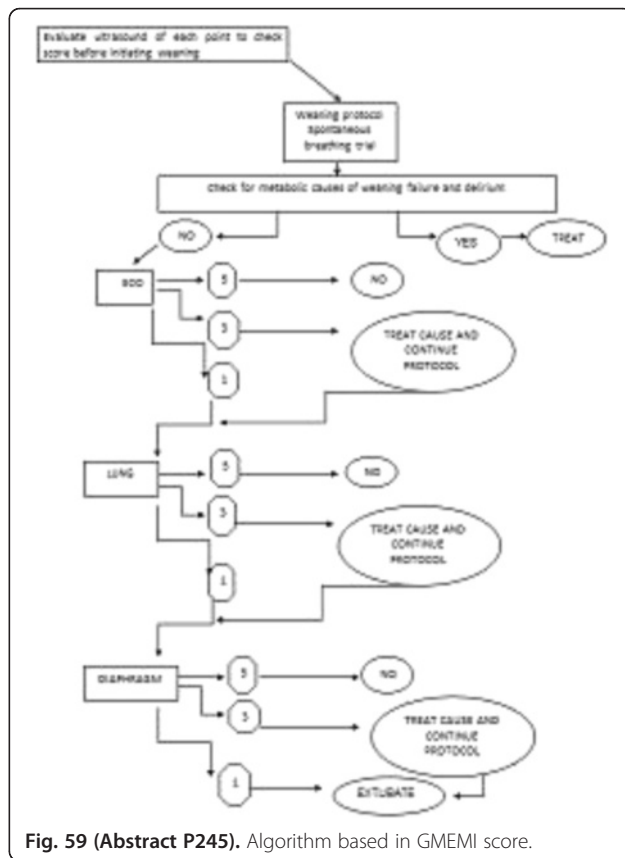 Evaluate ultrasound of each point to check
score before initiating weaning
Weaning protocol
Spontaneous
breathing trial
Check for metabolic causes of weaning failure and delirium
NO
YES
TREAT
5
NO
3
TREAT CAUSE AND
CONTINUE
PROTOCOL
1
LUNG
5
NO
3
TREAT CAUSE AND
CONTINUE
PROTOCOL
1
DIAPHRAGM
5
NO
3
TREAT CAUSE AND
CONTINUE
PROTOCOL
1
EXTUBATE
Fig. 59 (Abstract P245). Algorithm based in GMEMI score.